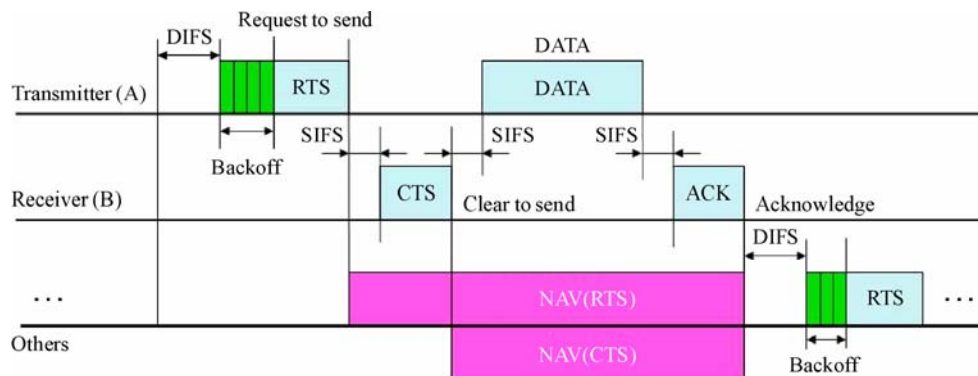 Request to send
DIFS
DATA
RTS
DATA
Transmitter (A)
SIFS
SIFS
SIFS
Backoff
CTS
ACK
Receiver (B)
Clear to send
Acknowledge
DIFS
...
NAV(RTS)
RTS
...
Others
NAV(CTS)
Backoff